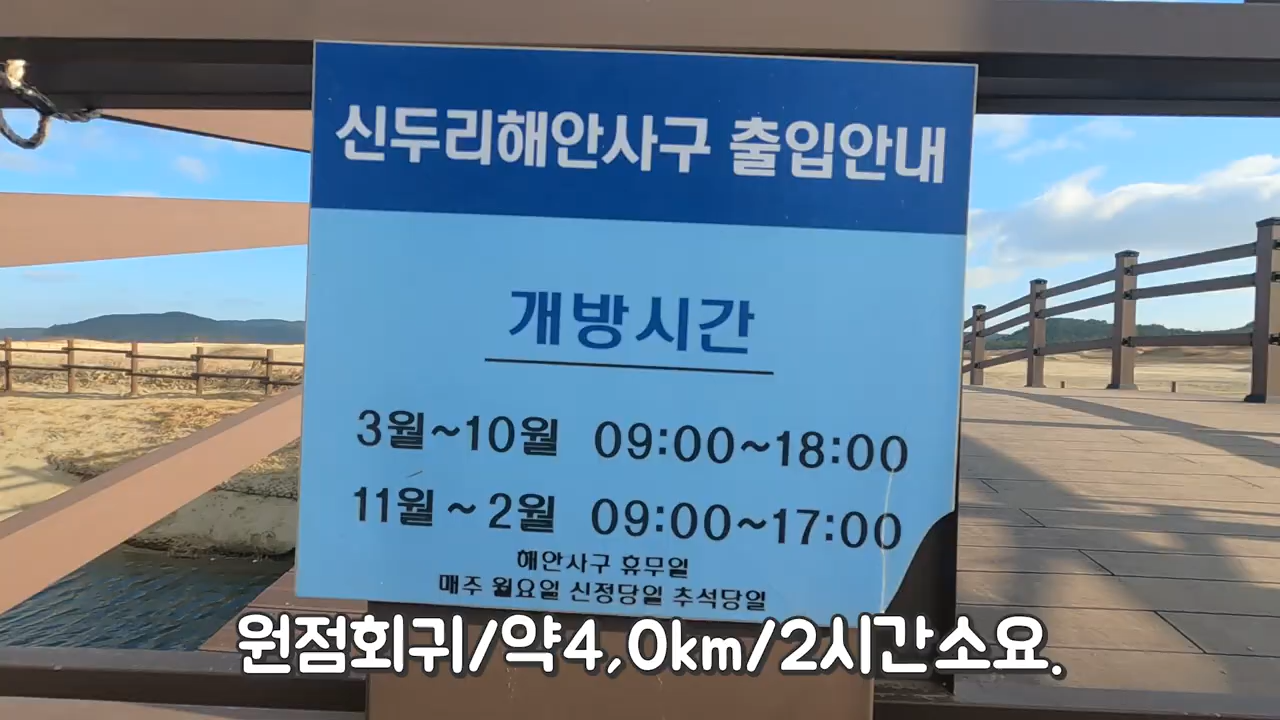 신두리해안사구 출입안내
개방시간
3월~10월 09:00~18:00
11월~2월 09:00~17:00
해안사구 휴무일
매주 월요일 신정당일 추석당일
원점회귀/약4,0km/2시간소요.